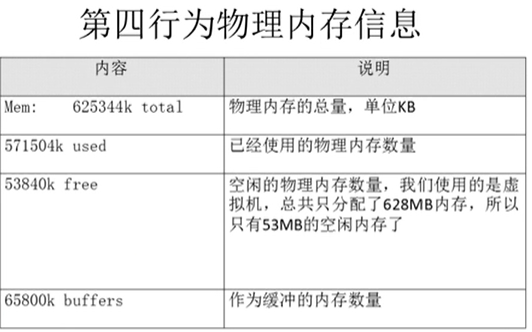 第四行为物理内存信息
内容 说明
Mem: 625344k total 物理内存的总量，单位KB
571504k used 已经使用的物理内存数量
53840k free 空闲的物理内存数量，我们使用的是虚
拟机，总共只分配了628MB内存，所以
只有53MB的空闲内存了
65800k buffers 作为缓冲的内存数量